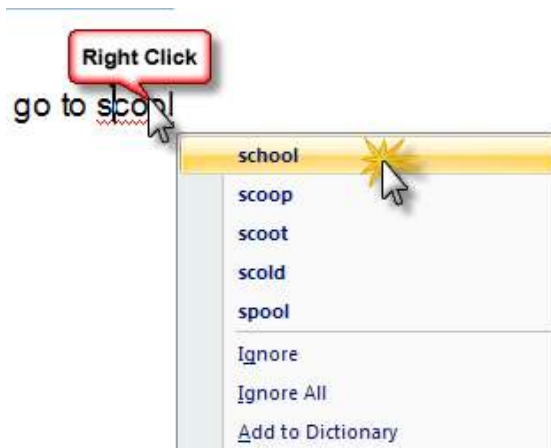 Right Click
go to scool
school
scoop
scoot
scold
spool
Ignore
Ignore All
Add to Dictionary